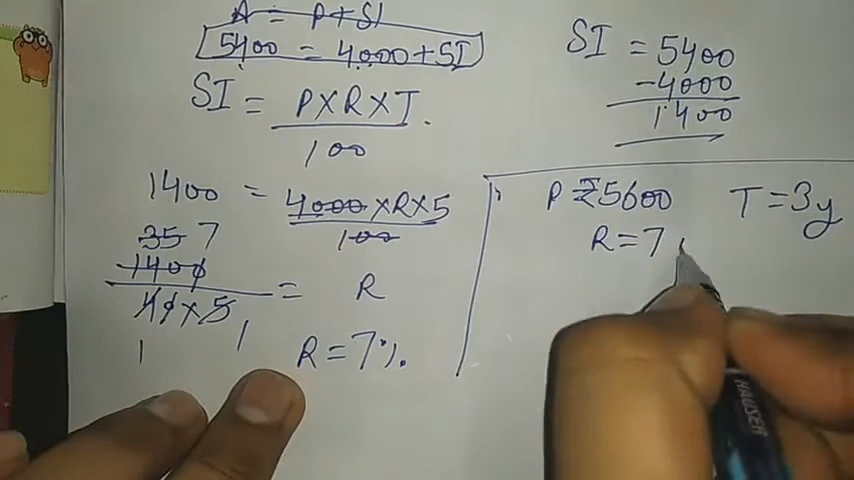 A = P+SI
5400 = 4000+SI
SI = P×R×T
100
1400 = 4000×R×5
100
35 7
1400
40×5 = R
1 1
R = 7%.
SI = 5400
-4000
1400
P ₹5600 T = 3y
R = 7
HAUSER